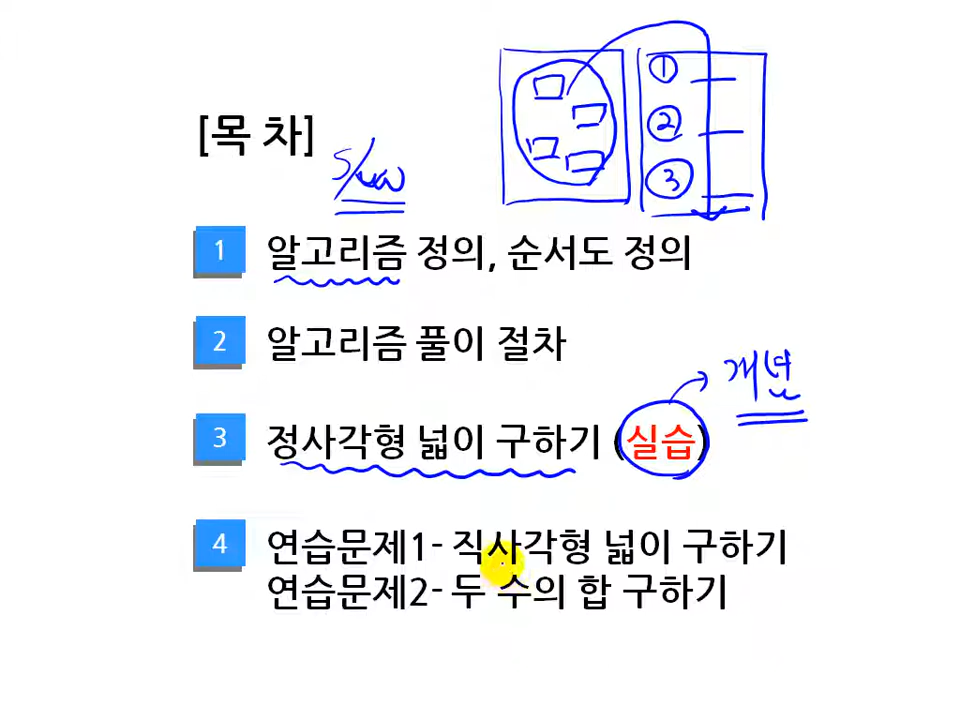 ① 
②
③
[목 차]
S/W
1 알고리즘 정의, 순서도 정의
2 알고리즘 풀이 절차
개념
3 정사각형 넓이 구하기 (실습)
4 연습문제1- 직사각형 넓이 구하기
연습문제2- 두 수의 합 구하기